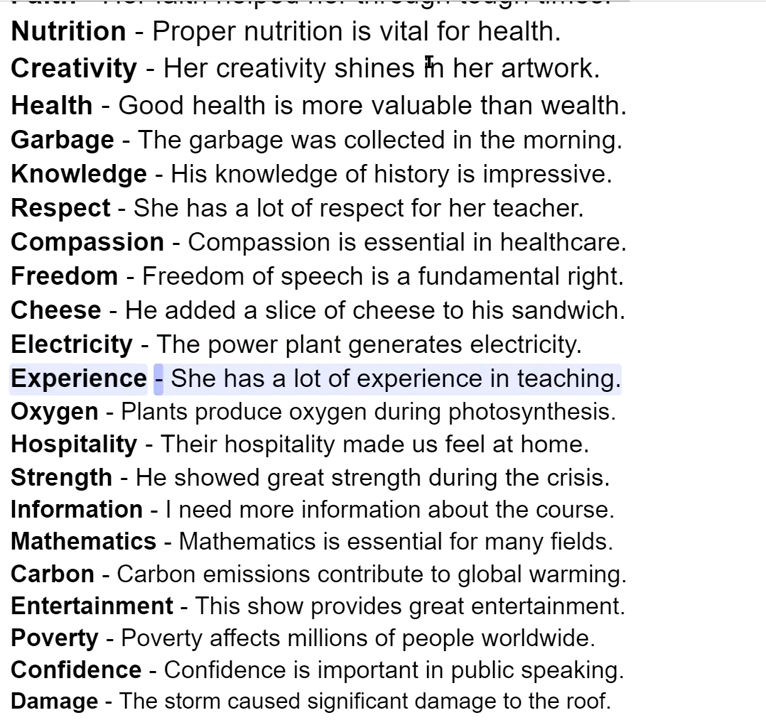 Faith - Her faith helped her through tough times.
Nutrition - Proper nutrition is vital for health.
Creativity - Her creativity shines in her artwork.
Health - Good health is more valuable than wealth.
Garbage - The garbage was collected in the morning.
Knowledge - His knowledge of history is impressive.
Respect - She has a lot of respect for her teacher.
Compassion - Compassion is essential in healthcare.
Freedom - Freedom of speech is a fundamental right.
Cheese - He added a slice of cheese to his sandwich.
Electricity - The power plant generates electricity.
Experience - She has a lot of experience in teaching.
Oxygen - Plants produce oxygen during photosynthesis.
Hospitality - Their hospitality made us feel at home.
Strength - He showed great strength during the crisis.
Information - I need more information about the course.
Mathematics - Mathematics is essential for many fields.
Carbon - Carbon emissions contribute to global warming.
Entertainment - This show provides great entertainment.
Poverty - Poverty affects millions of people worldwide.
Confidence - Confidence is important in public speaking.
Damage - The storm caused significant damage to the roof.